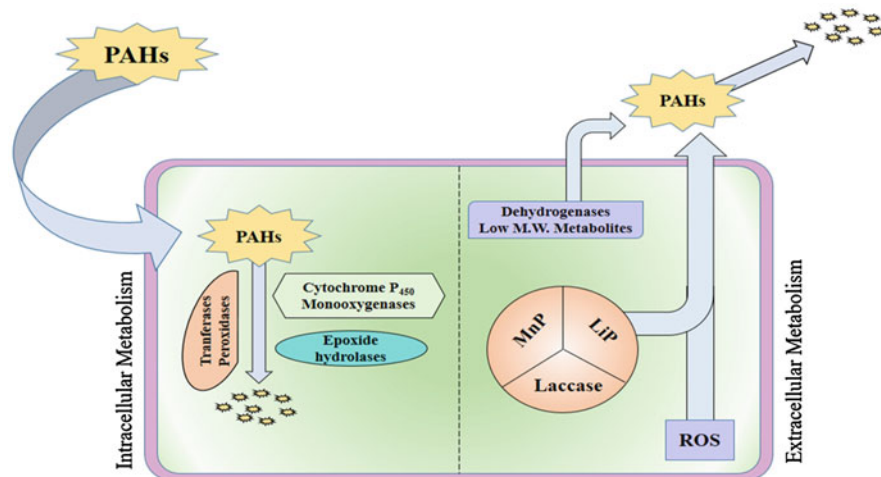 PAHs
PAHs
Intracellular Metabolism
PAHs
Tranferases
Peroxidases
Cytochrome P₄₅₀
Monooxygenases
Epoxide
hydrolases
Dehydrogenases
Low M.W. Metabolites
MnP
LiP
Laccase
ROS
Extracellular Metabolism